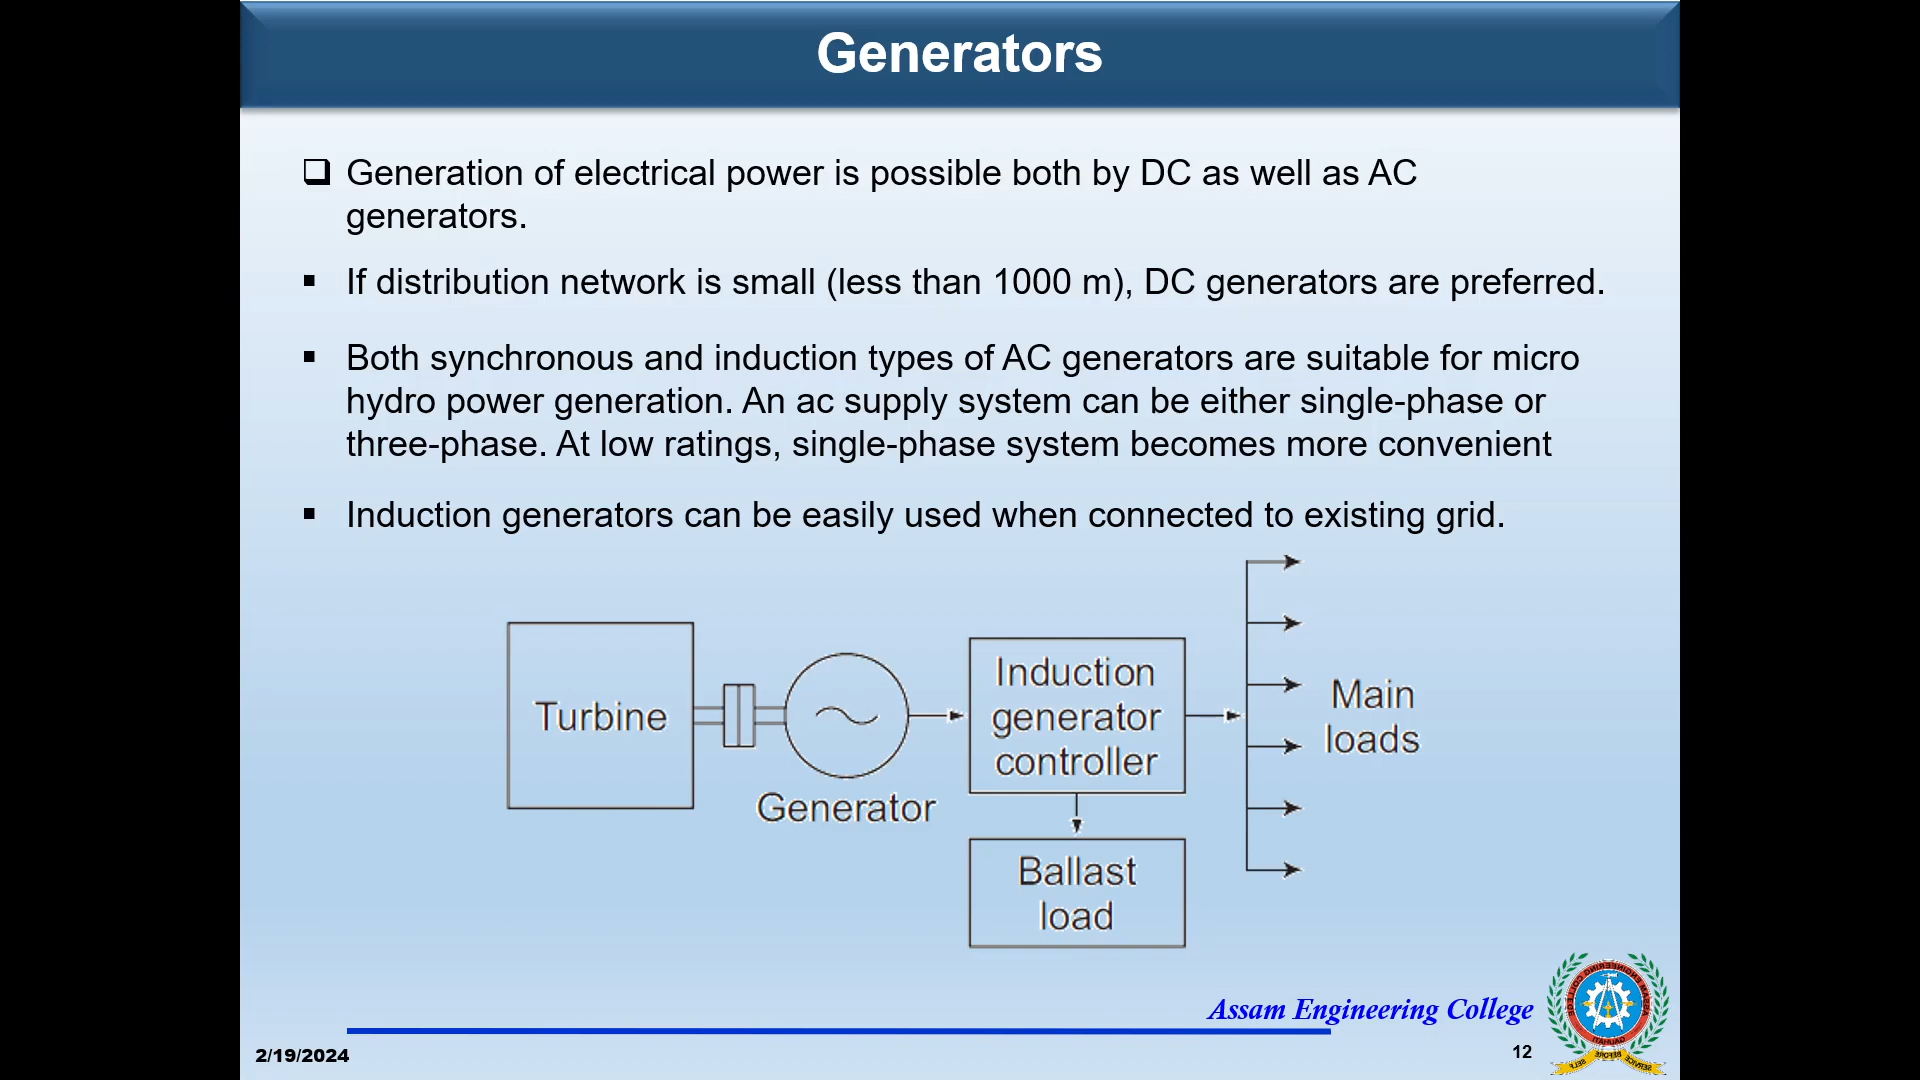 Generators
Generation of electrical power is possible both by DC as well as AC
generators.
If distribution network is small (less than 1000 m), DC generators are preferred.
Both synchronous and induction types of AC generators are suitable for micro
hydro power generation. An ac supply system can be either single-phase or
three-phase. At low ratings, single-phase system becomes more convenient
Induction generators can be easily used when connected to existing grid.
Turbine
Generator
Induction
generator
controller
Ballast
load
Main
loads
Assam Engineering College
2/19/2024
12